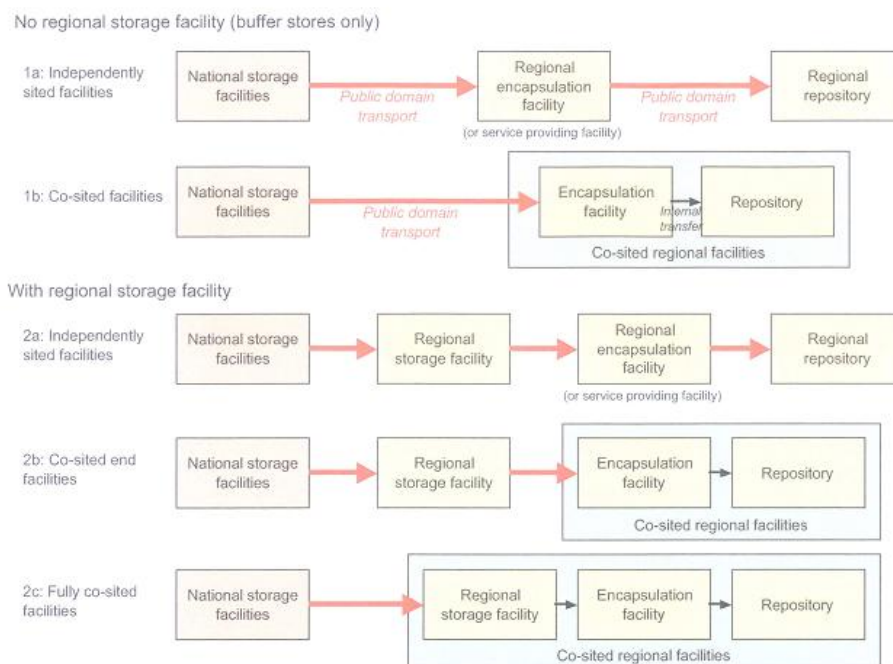 No regional storage facility (buffer stores only)
1a: Independently
sited facilities
National storage
facilities
Public domain
transport
Regional
encapsulation
facility
(or service providing facility)
Public domain
transport
Regional
repository
1b: Co-sited facilities
National storage
facilities
Public domain
transport
Encapsulation
facility
Internal
transfer
Repository
Co-sited regional facilities
With regional storage facility
2a: Independently
sited facilities
National storage
facilities
Regional
storage facility
Regional
encapsulation
facility
(or service providing facility)
Regional
repository
2b: Co-sited end
facilities
National storage
facilities
Regional
storage facility
Encapsulation
facility
Repository
Co-sited regional facilities
2c: Fully co-sited
facilities
National storage
facilities
Regional
storage facility
Encapsulation
facility
Repository
Co-sited regional facilities